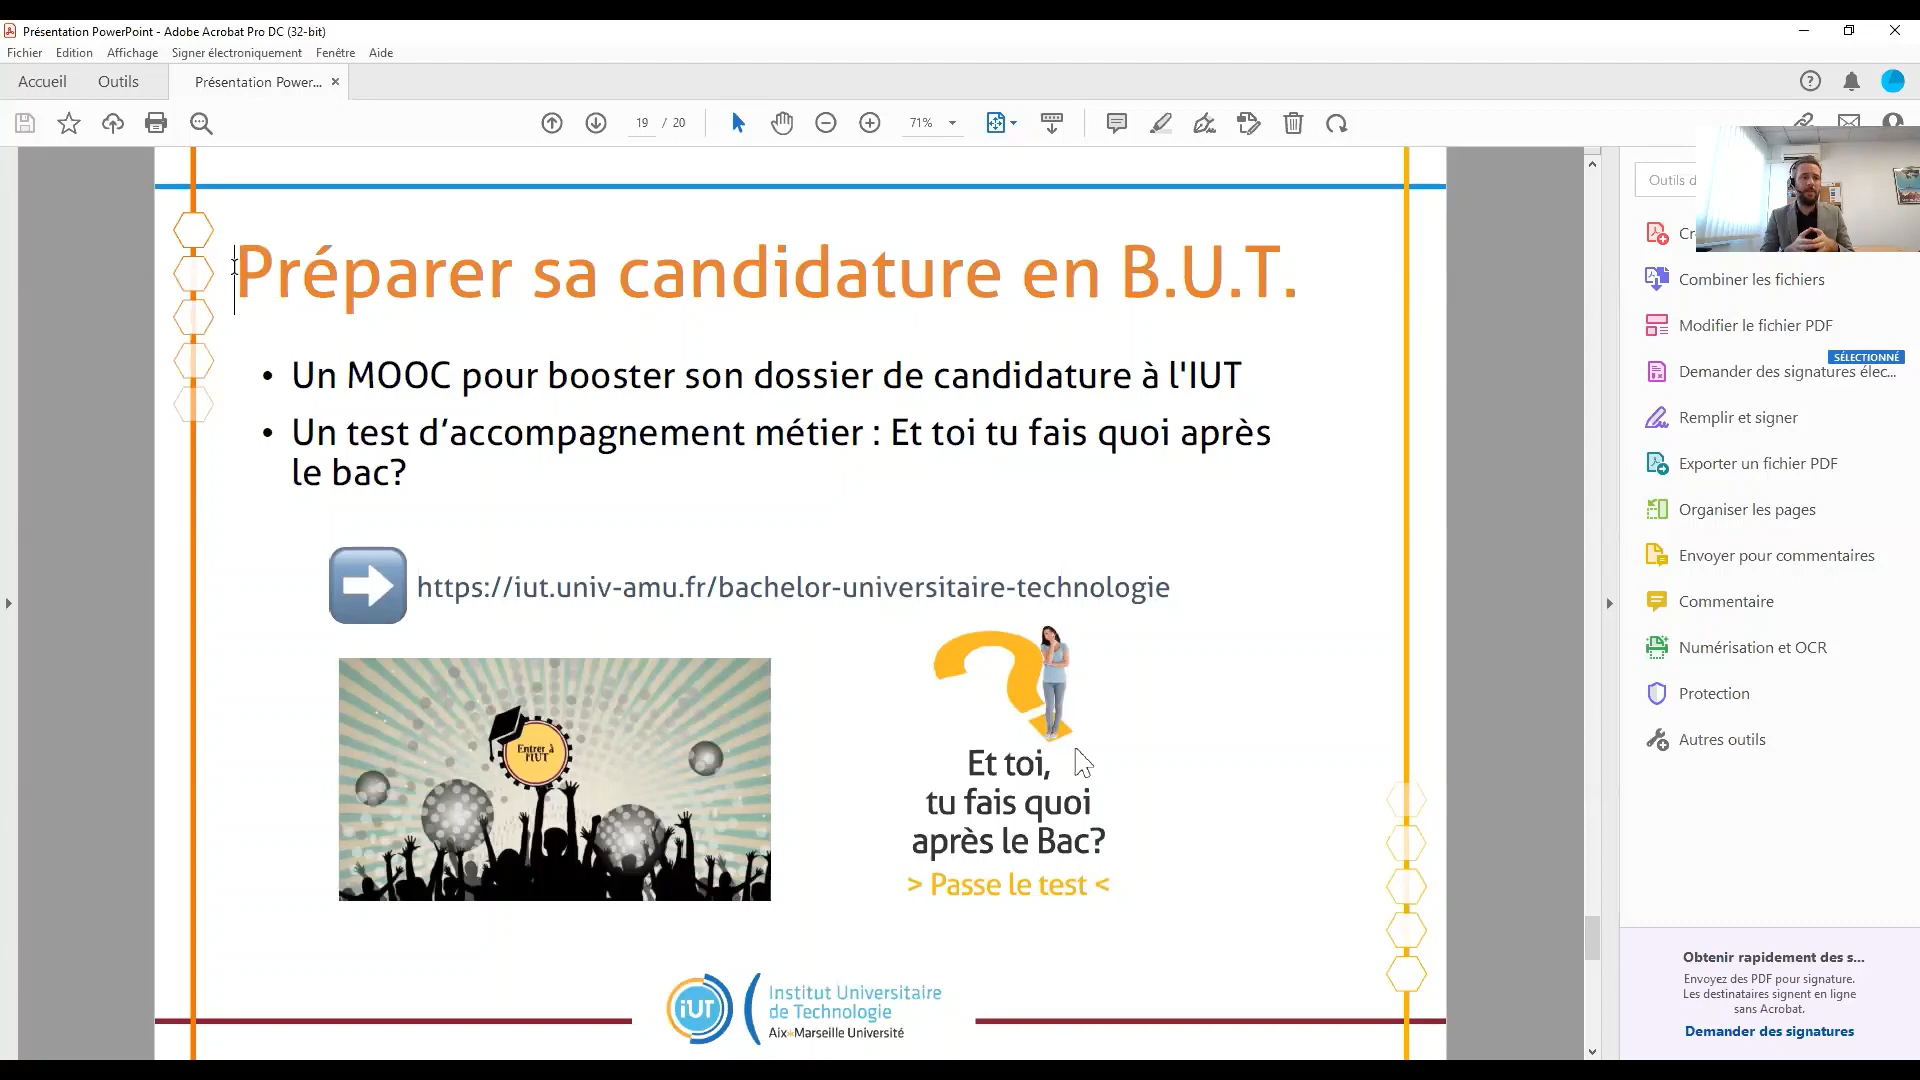 Présentation PowerPoint - Adobe Acrobat Pro DC (32-bit)
Fichier Edition Affichage Signer électroniquement Fenêtre Aide
Accueil Outils Présentation Power...
19 / 20 71%
Outils d
Cr
Combiner les fichiers
Modifier le fichier PDF
SÉLECTIONNÉ
Demander des signatures élec...
Remplir et signer
Exporter un fichier PDF
Organiser les pages
Envoyer pour commentaires
Commentaire
Numérisation et OCR
Protection
Autres outils
Obtenir rapidement des s...
Envoyez des PDF pour signature.
Les destinataires signent en ligne
sans Acrobat.
Demander des signatures
Préparer sa candidature en B.U.T.
• Un MOOC pour booster son dossier de candidature à l'IUT
• Un test d’accompagnement métier : Et toi tu fais quoi après
le bac?
https://iut.univ-amu.fr/bachelor-universitaire-technologie
Entrer à
l'IUT
Et toi,
tu fais quoi
après le Bac?
> Passe le test <
iUT
Institut Universitaire
de Technologie
Aix*Marseille Université